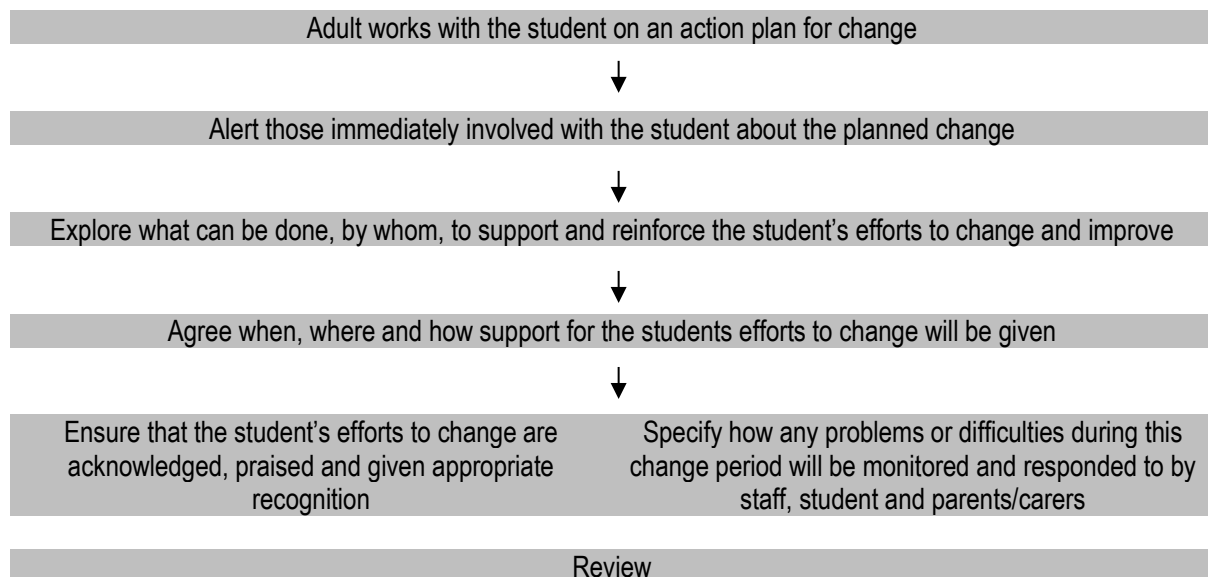 Adult works with the student on an action plan for change
Alert those immediately involved with the student about the planned change
Explore what can be done, by whom, to support and reinforce the student's efforts to change and improve
Agree when, where and how support for the students efforts to change will be given
Ensure that the student's efforts to change are
acknowledged, praised and given appropriate
recognition
Specify how any problems or difficulties during this
change period will be monitored and responded to by
staff, student and parents/carers
Review